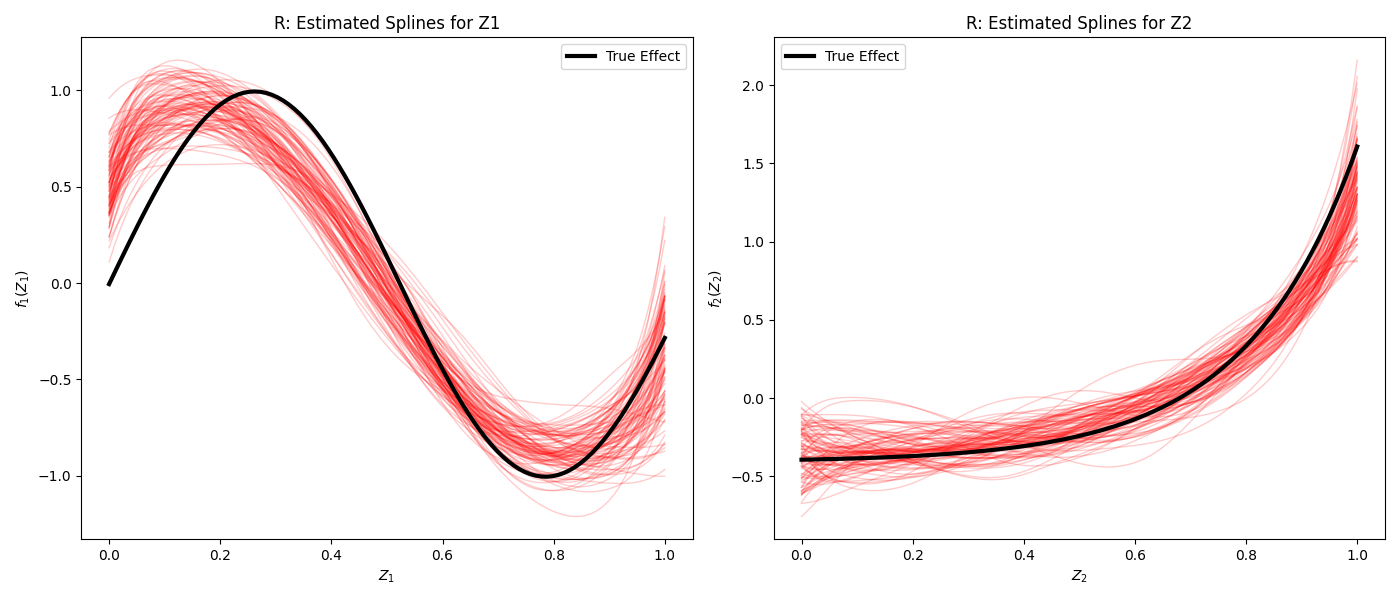 R: Estimated Splines for Z1
True Effect
1.0
0.5
0.0
−0.5
−1.0
f₁(Z₁)
0.0 0.2 0.4 0.6 0.8 1.0
Z₁
R: Estimated Splines for Z2
True Effect
2.0
1.5
1.0
0.5
0.0
−0.5
f₂(Z₂)
0.0 0.2 0.4 0.6 0.8 1.0
Z₂